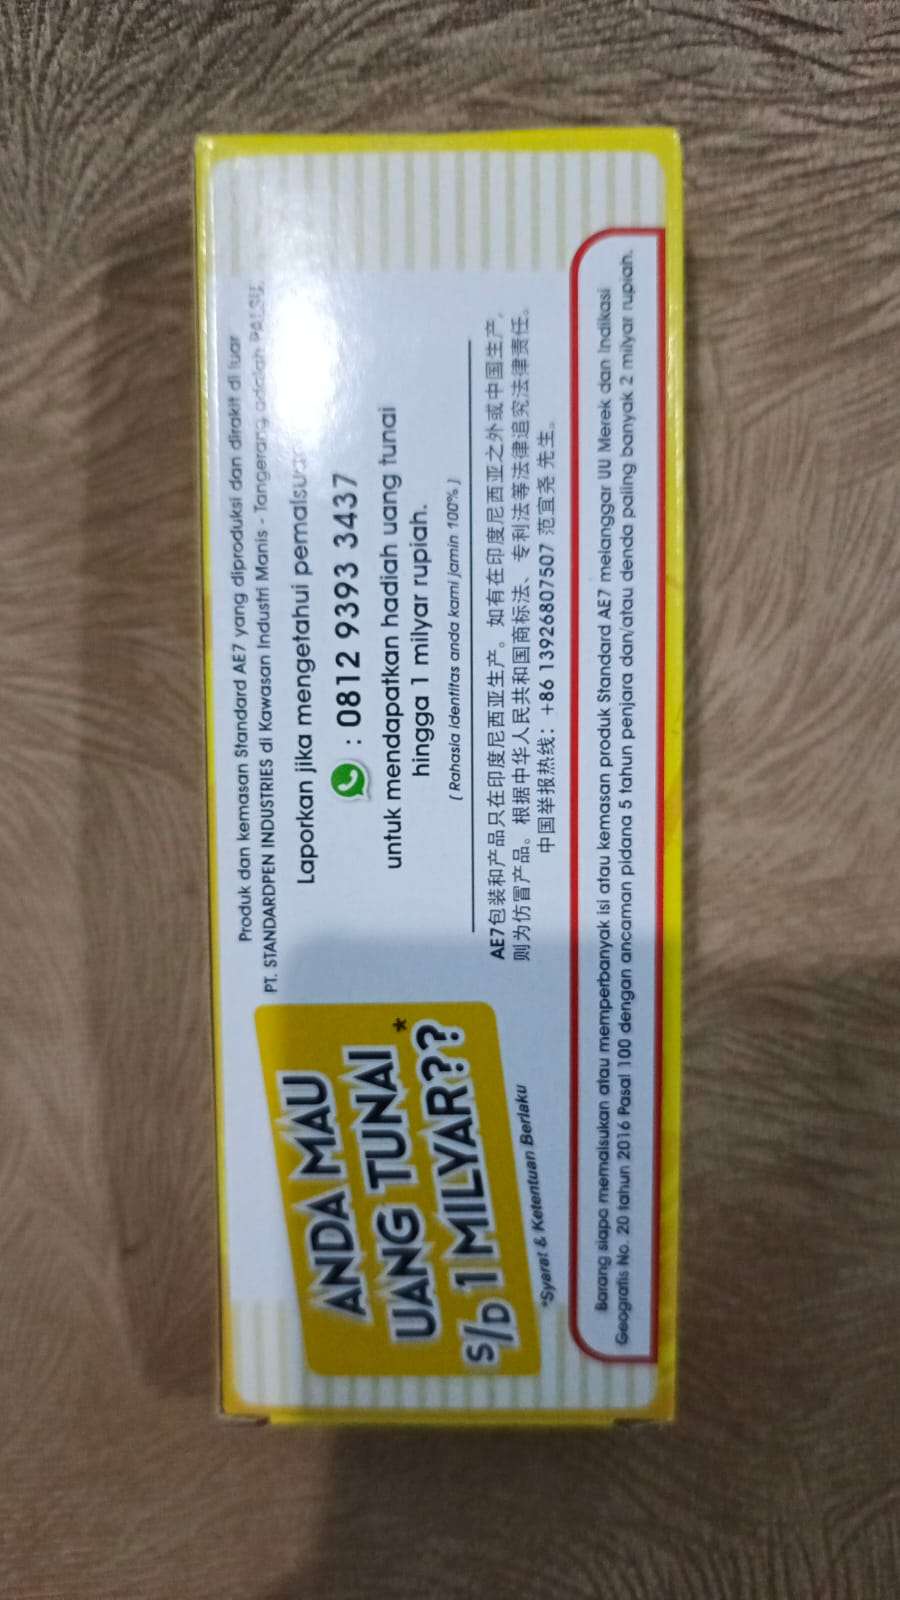 ANDA MAU
UANG TUNAI
S/D 1 MILYAR??*
*Syarat & Ketentuan Berlaku
Produk dan kemasan Standard AE7 yang diproduksi dan dirakit di luar
PT. STANDARDPEN INDUSTRIES di Kawasan Industri Manis - Tangerang adalah PALSU.
Laporkan jika mengetahui pemalsuan
: 0812 9393 3437
untuk mendapatkan hadiah uang tunai
hingga 1 milyar rupiah.
( Rahasia identitas anda kami jamin 100% )
AE7包装和产品只在印度尼西亚生产。如有在印度尼西亚之外或中国生产,
则为仿冒产品。根据中华人民共和国商标法、专利法等法律追究法律责任。
中国举报热线：+86 13926807507 范宜尧 先生。
Barang siapa memalsukan atau memperbanyak isi atau kemasan produk Standard AE7 melanggar UU Merek dan Indikasi
Geografis No. 20 tahun 2016 Pasal 100 dengan ancaman pidana 5 tahun penjara dan/atau denda paling banyak 2 milyar rupiah.